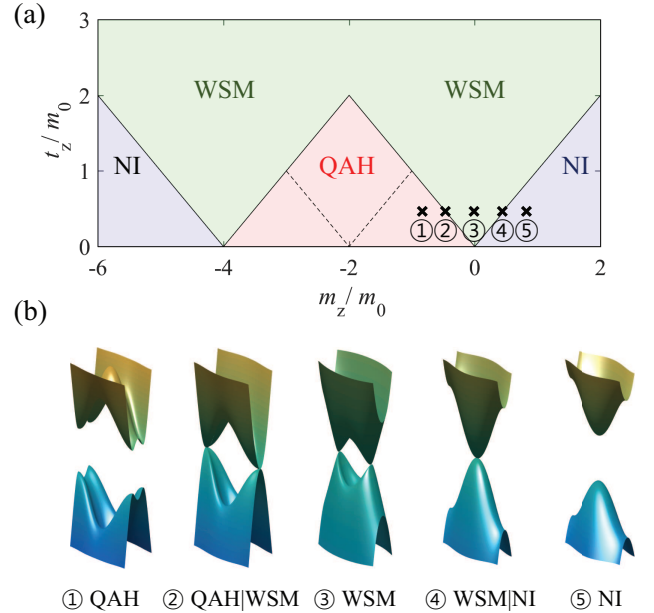 (a)
3
WSM
WSM
2
t_z / m_0
NI
QAH
NI
1
① ② ③ ④ ⑤
0
-6
-4
-2
0
2
m_z / m_0
(b)
① QAH
② QAH|WSM
③ WSM
④ WSM|NI
⑤ NI